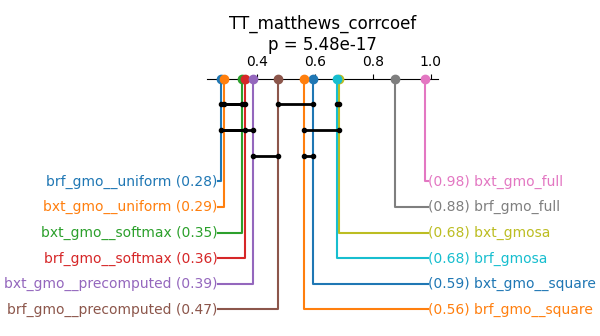 TT_matthews_corrcoef
p = 5.48e-17
0.4 0.6 0.8 1.0
brf_gmo__uniform (0.28) (0.98) bxt_gmo_full
bxt_gmo__uniform (0.29) (0.88) brf_gmo_full
bxt_gmo__softmax (0.35) (0.68) bxt_gmosa
brf_gmo__softmax (0.36) (0.68) brf_gmosa
bxt_gmo__precomputed (0.39) (0.59) bxt_gmo__square
brf_gmo__precomputed (0.47) (0.56) brf_gmo__square